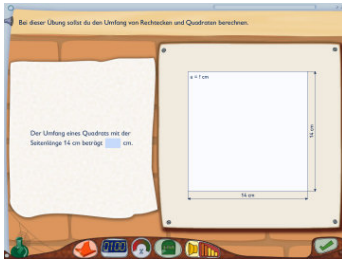 Bei dieser Übung sollst du den Umfang von Rechtecken und Quadraten berechnen.
a = 1 cm
Der Umfang eines Quadrats mit der
Seitenlänge 14 cm beträgt cm.
14 cm
14 cm